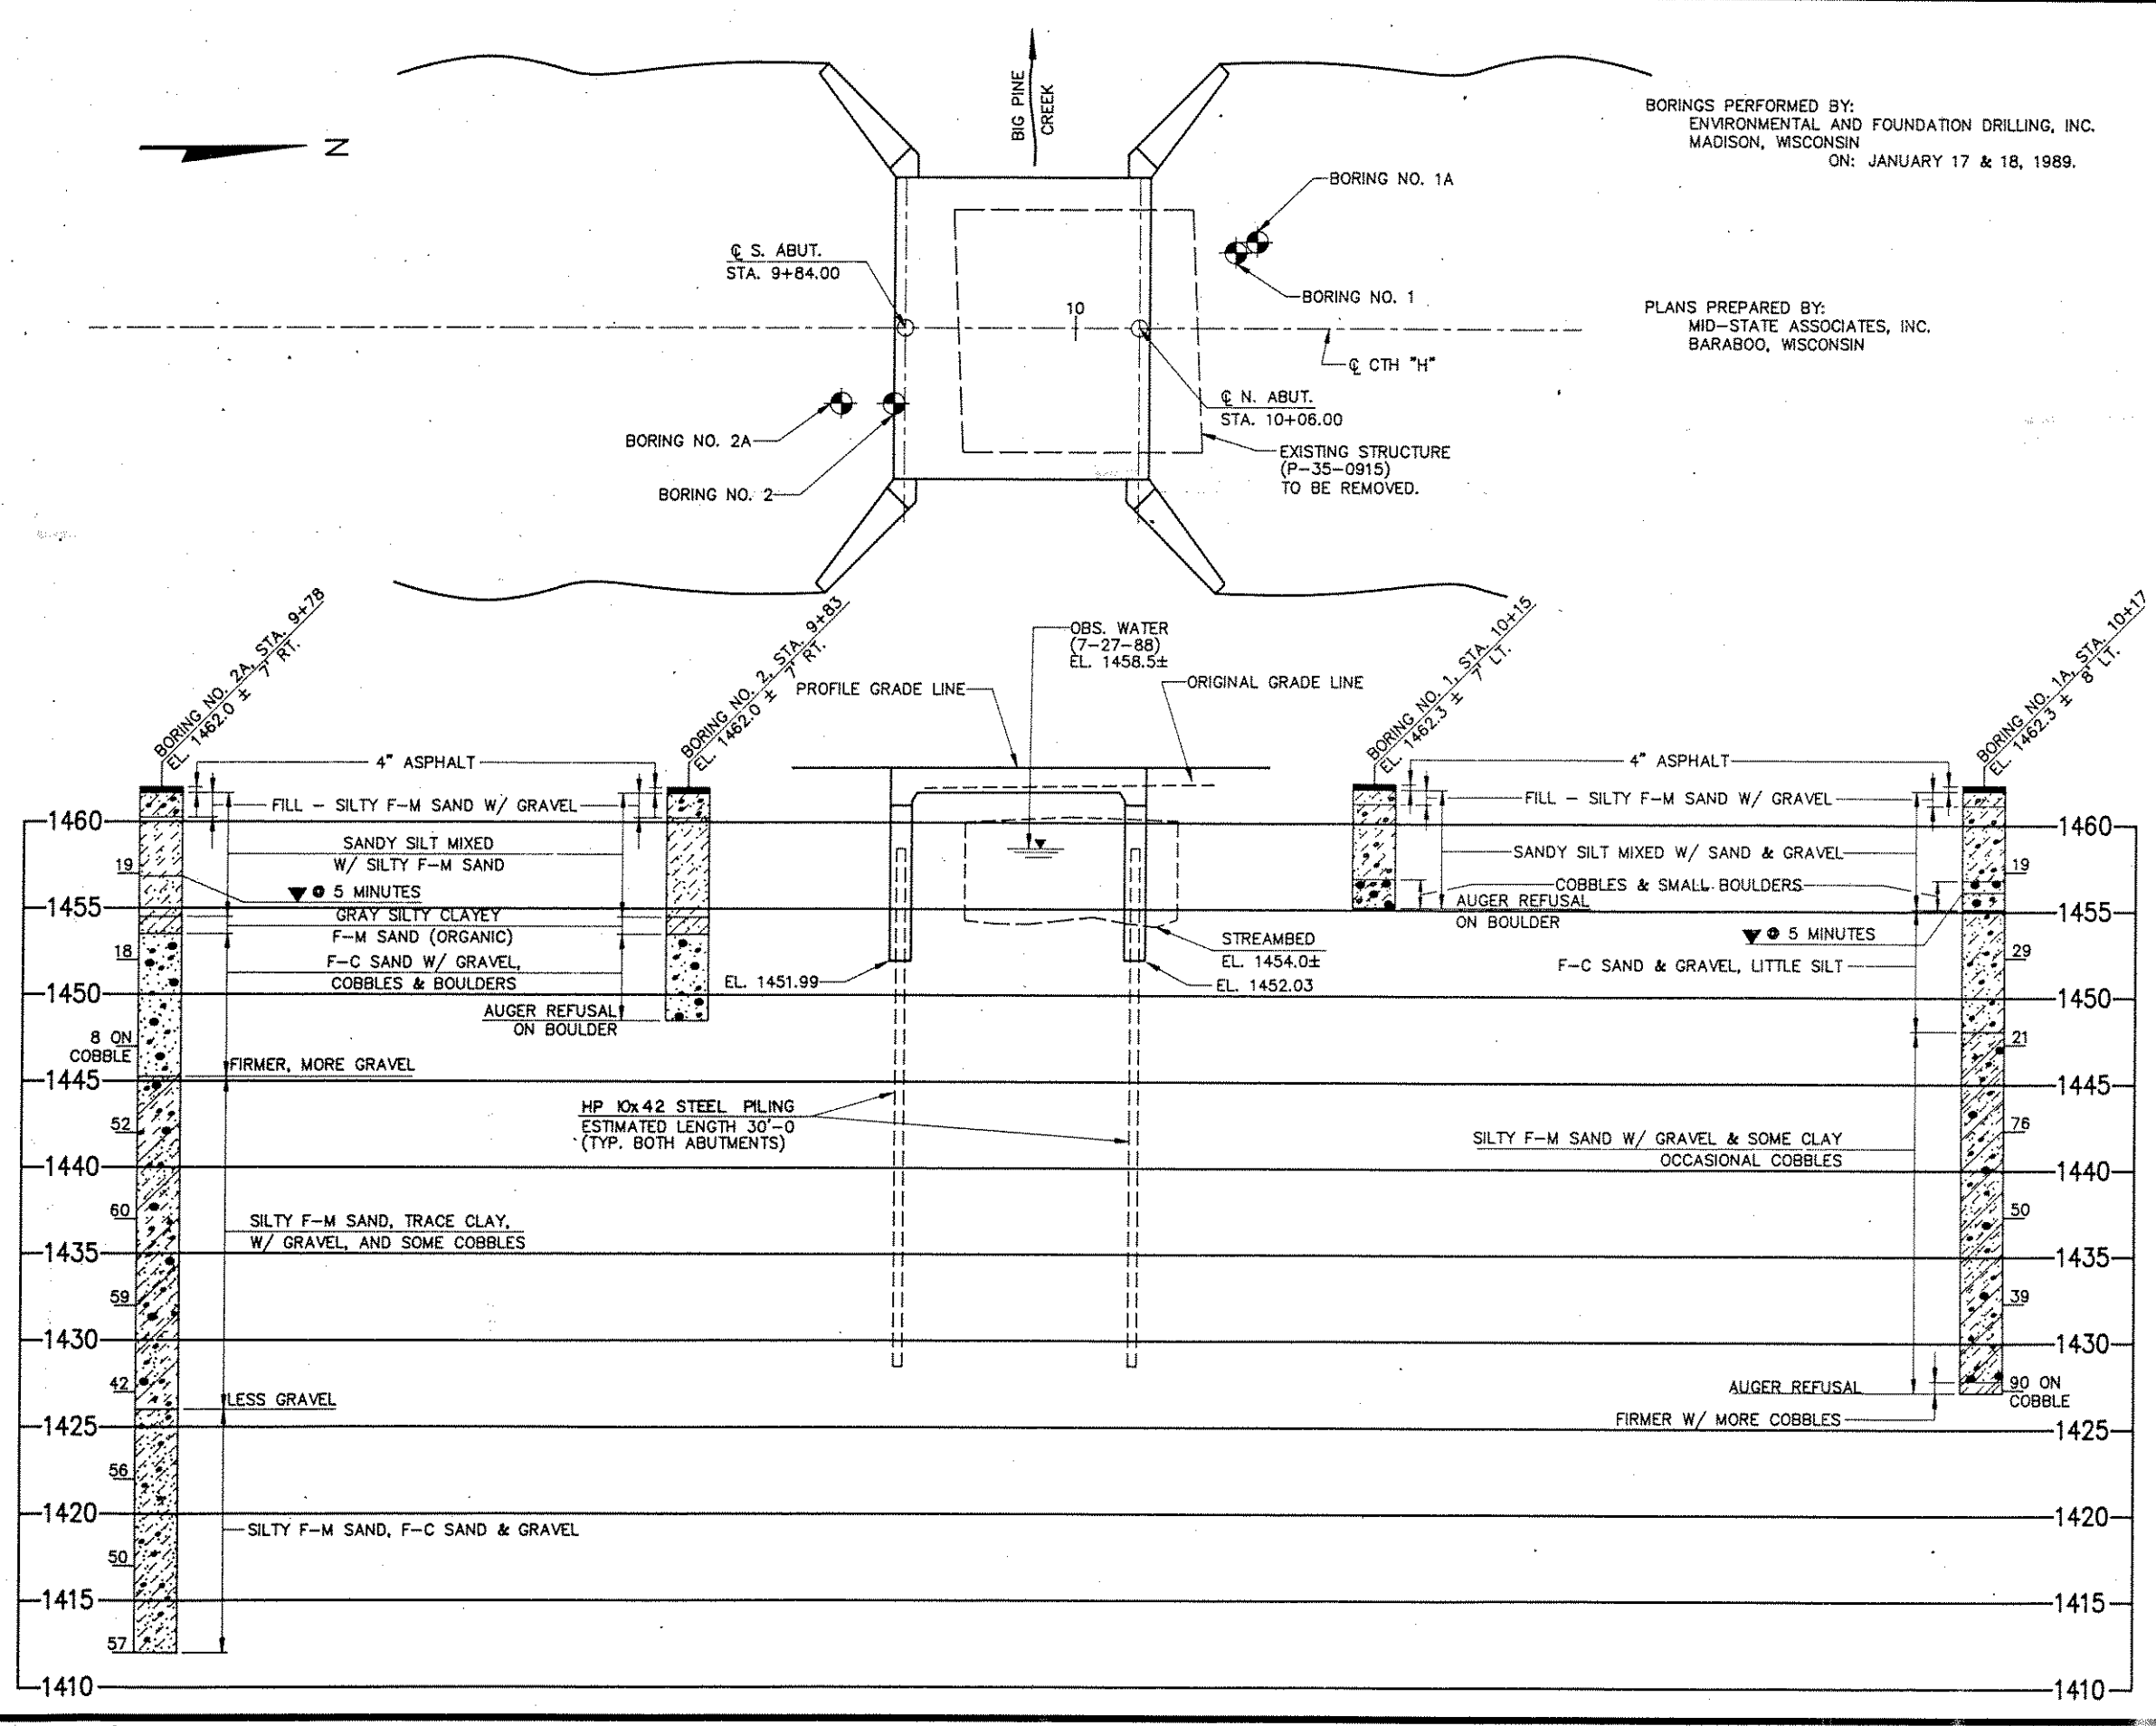 BIG PINE
CREEK
N
BORINGS PERFORMED BY:
ENVIRONMENTAL AND FOUNDATION DRILLING, INC.
MADISON, WISCONSIN
ON: JANUARY 17 & 18, 1989.
BORING NO. 1A
℄ S. ABUT.
STA. 9+84.00
BORING NO. 1
10
PLANS PREPARED BY:
MID-STATE ASSOCIATES, INC.
BARABOO, WISCONSIN
℄ CTH "H"
℄ N. ABUT.
STA. 10+06.00
BORING NO. 2A
EXISTING STRUCTURE
(P-35-0915)
TO BE REMOVED.
BORING NO. 2
BORING NO. 2A, STA. 9+78
EL. 1462.0 ± 7' RT.
BORING NO. 2, STA. 9+83
EL. 1462.0 ± 7' RT.
OBS. WATER
(7-27-88)
EL. 1458.5±
PROFILE GRADE LINE
ORIGINAL GRADE LINE
BORING NO. 1, STA. 10+15
EL. 1462.3 ± 7' LT.
BORING NO. 1A, STA. 10+17
EL. 1462.3 ± 8' LT.
4" ASPHALT
FILL - SILTY F-M SAND W/ GRAVEL
SANDY SILT MIXED
W/ SILTY F-M SAND
@ 5 MINUTES
GRAY SILTY CLAYEY
F-M SAND (ORGANIC)
F-C SAND W/ GRAVEL,
COBBLES & BOULDERS
AUGER REFUSAL
ON BOULDER
FIRMER, MORE GRAVEL
SILTY F-M SAND, TRACE CLAY,
W/ GRAVEL, AND SOME COBBLES
LESS GRAVEL
SILTY F-M SAND, F-C SAND & GRAVEL
19
18
8 ON
COBBLE
52
60
59
42
56
50
57
1460
1455
1450
1445
1440
1435
1430
1425
1420
1415
1410
EL. 1451.99
STREAMBED
EL. 1454.0±
EL. 1452.03
HP 10x42 STEEL PILING
ESTIMATED LENGTH 30'-0
(TYP. BOTH ABUTMENTS)
4" ASPHALT
FILL - SILTY F-M SAND W/ GRAVEL
SANDY SILT MIXED W/ SAND & GRAVEL
COBBLES & SMALL BOULDERS
AUGER REFUSAL
ON BOULDER
@ 5 MINUTES
F-C SAND & GRAVEL, LITTLE SILT
SILTY F-M SAND W/ GRAVEL & SOME CLAY
OCCASIONAL COBBLES
AUGER REFUSAL
FIRMER W/ MORE COBBLES
19
29
21
76
50
39
90 ON
COBBLE
1460
1455
1450
1445
1440
1435
1430
1425
1420
1415
1410